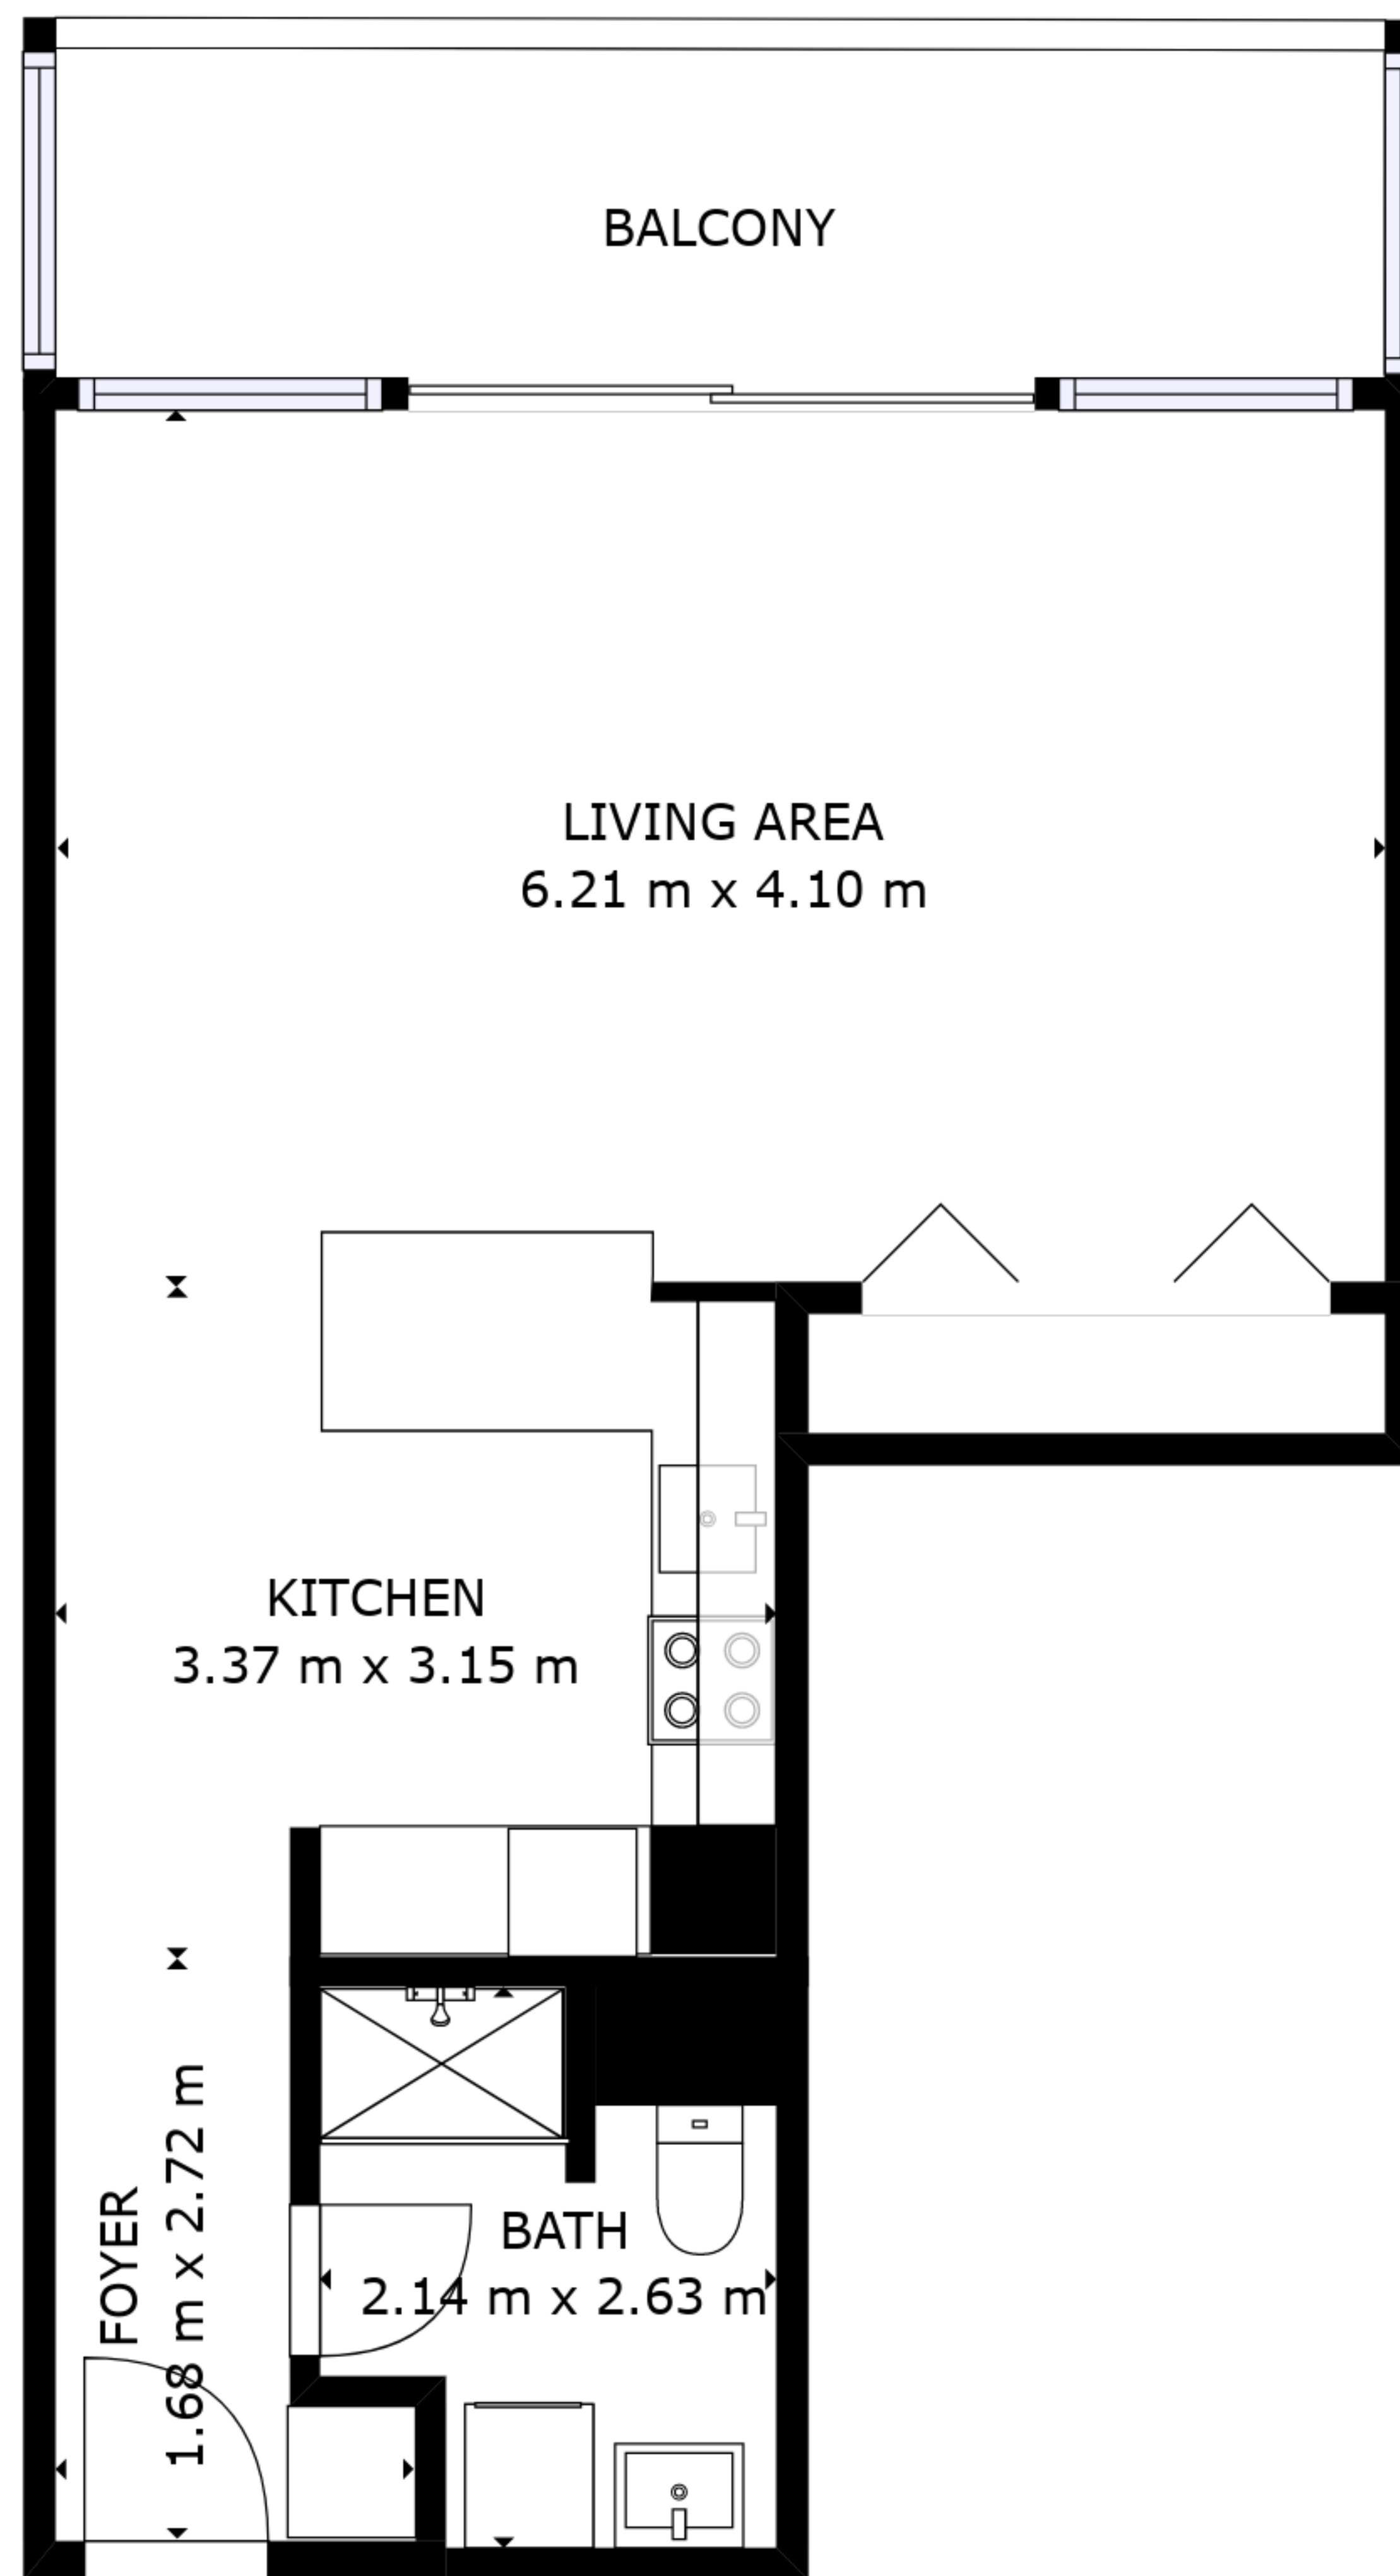 BALCONY
LIVING AREA
6.21 m x 4.10 m
KITCHEN
3.37 m x 3.15 m
FOYER
1.68 m x 2.72 m
BATH
2.14 m x 2.63 m